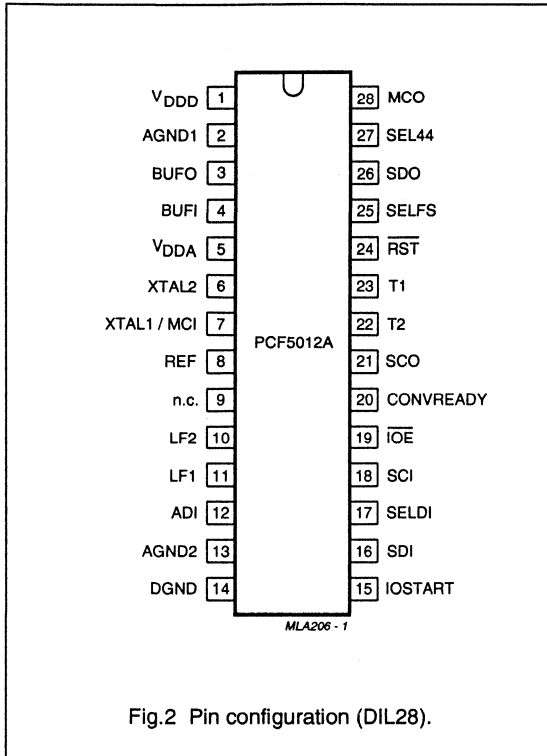 VDDD 1 28 MCO
AGND1 2 27 SEL44
BUFO 3 26 SDO
BUFI 4 25 SELFS
VDDA 5 24 R̅S̅T̅
XTAL2 6 23 T1
XTAL1 / MCI 7 22 T2
PCF5012A
REF 8 21 SCO
n.c. 9 20 CONVREADY
LF2 10 19 I̅O̅E̅
LF1 11 18 SCI
ADI 12 17 SELDI
AGND2 13 16 SDI
DGND 14 15 IOSTART
MLA206 - 1
Fig.2 Pin configuration (DIL28).